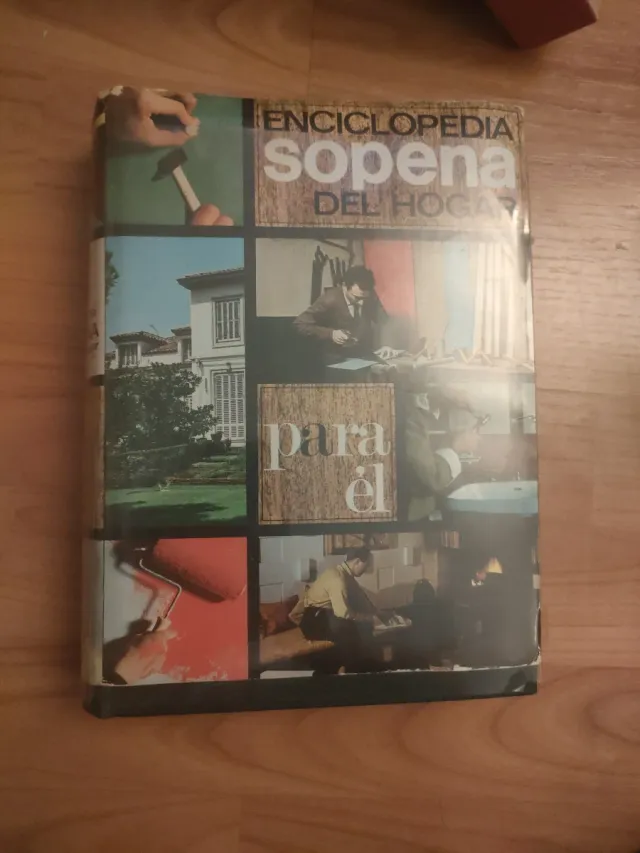 ENCICLOPEDIA
sopena
DEL HOGAR
para
él